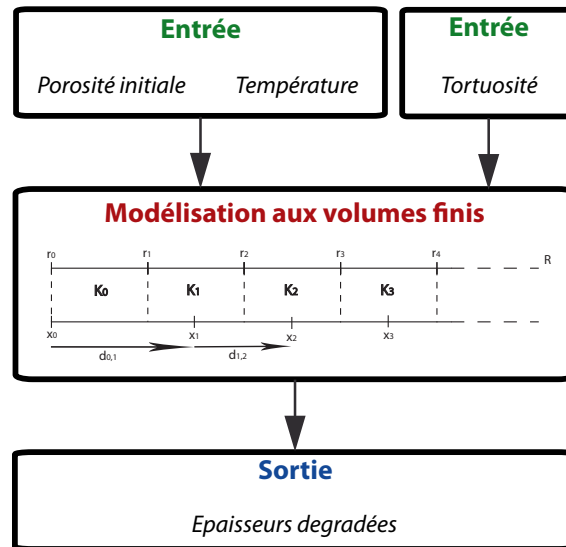 Entrée
Porosité initiale Température
Entrée
Tortuosité
Modélisation aux volumes finis
r0 r1 r2 r3 r4 R
K0 K1 K2 K3
x0 x1 x2 x3
d0,1 d1,2
Sortie
Epaisseurs degradées